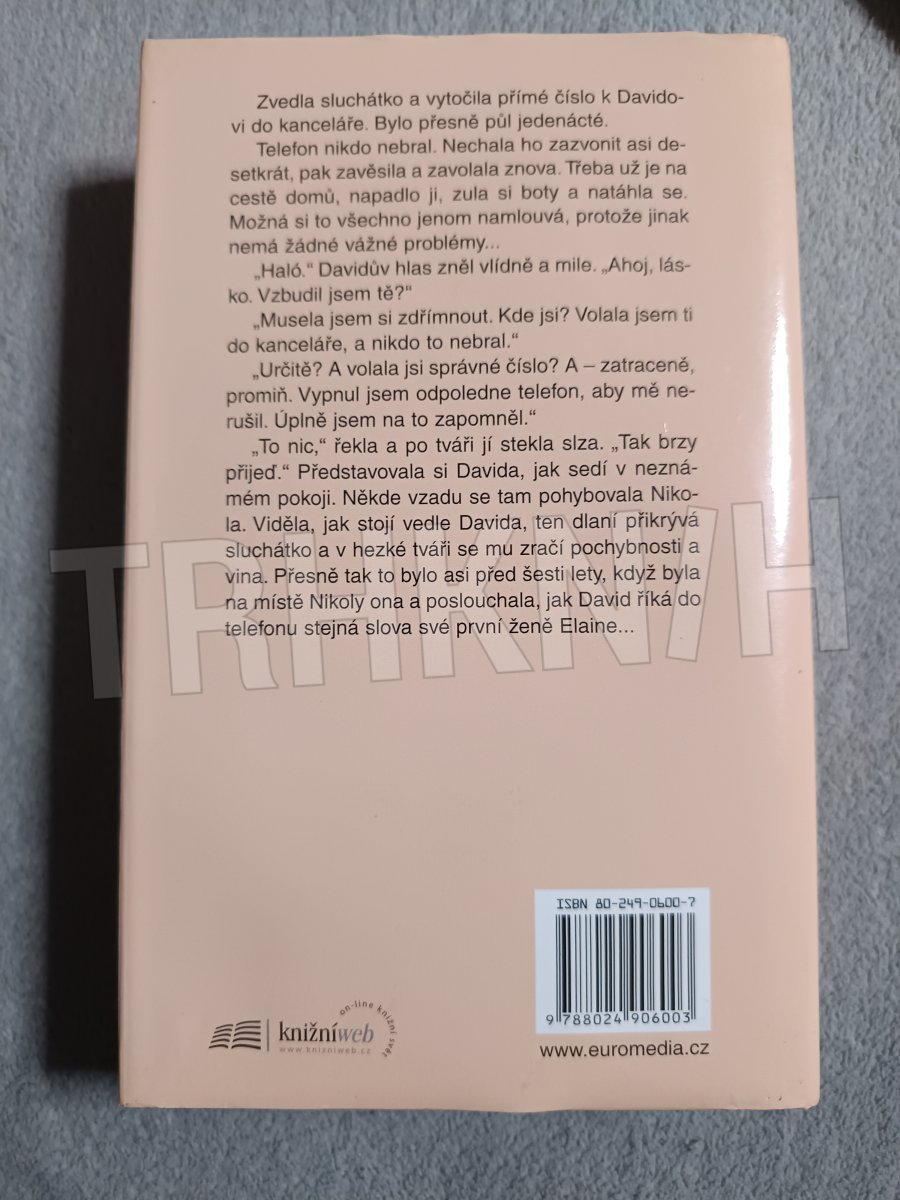 Zvedla sluchátko a vytočila přímé číslo k Davido-
vi do kanceláře. Bylo přesně půl jedenácté.
Telefon nikdo nebral. Nechala ho zazvonit asi de-
setkrát, pak zavěsila a zavolala znova. Třeba už je na
cestě domů, napadlo ji, zula si boty a natáhla se.
Možná si to všechno jenom namlouvá, protože jinak
nemá žádné vážné problémy...
„Haló.“ Davidův hlas zněl vlídně a mile. „Ahoj, lás-
ko. Vzbudil jsem tě?“
„Musela jsem si zdřímnout. Kde jsi? Volala jsem ti
do kanceláře, a nikdo to nebral.“
„Určitě? A volala jsi správné číslo? A – zatraceně,
promiň. Vypnul jsem odpoledne telefon, aby mě ne-
rušil. Úplně jsem na to zapomněl.“
„To nic,“ řekla a po tváři jí stekla slza. „Tak brzy
přijeď.“ Představovala si Davida, jak sedí v nezná-
mém pokoji. Někde vzadu se tam pohybovala Niko-
la. Viděla, jak stojí vedle Davida, ten dlaní přikrývá
sluchátko a v hezké tváři se mu zračí pochybnosti a
vina. Přesně tak to bylo asi před šesti lety, když byla
na místě Nikoly ona a poslouchala, jak David říká do
telefonu stejná slova své první ženě Elaine...
TRHKNIH
ISBN 80-249-0600-7
9 788024 906003
www.euromedia.cz
knižníweb
www.knizniweb.cz
on-line knižní svět